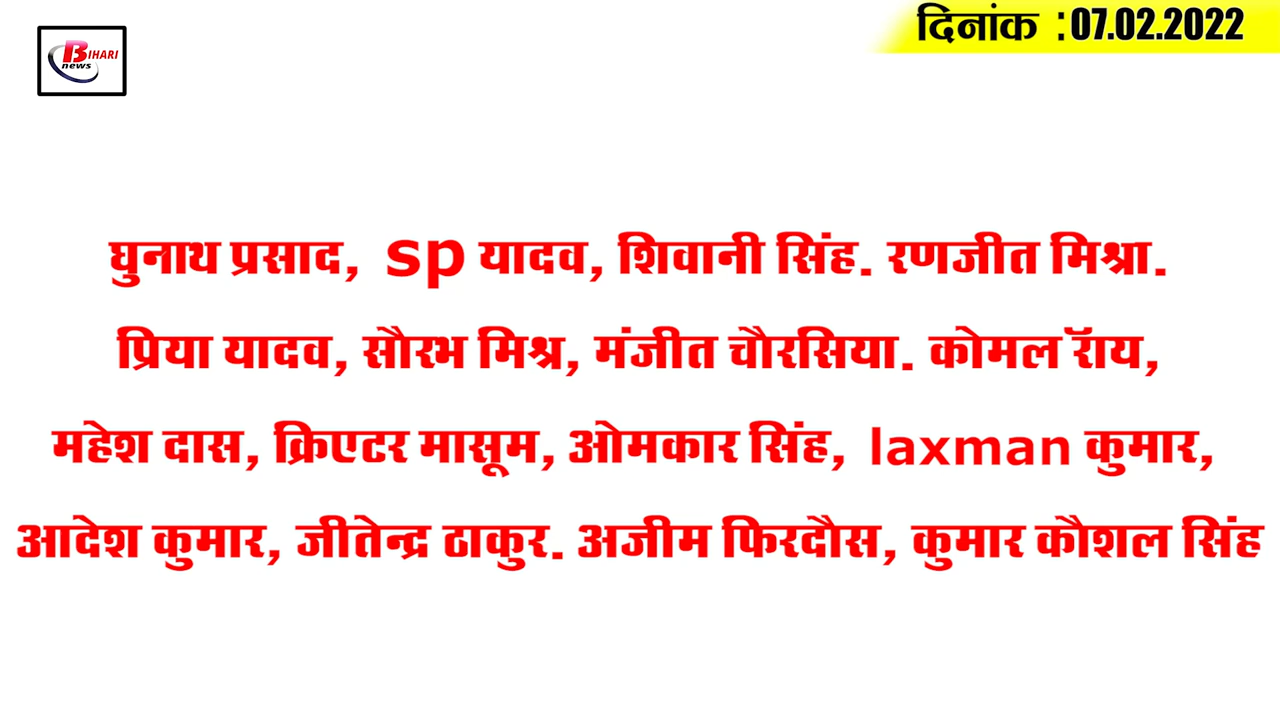 BIHARI
news
दिनांक :07.02.2022
घुनाथ प्रसाद, sp यादव, शिवानी सिंह. रणजीत मिश्रा.
प्रिया यादव, सौरभ मिश्र, मंजीत चौरसिया. कोमल रॅाय,
महेश दास, क्रिएटर मासूम, ओमकार सिंह, laxman कुमार,
आदेश कुमार, जीतेन्द्र ठाकुर. अजीम फिरदौस, कुमार कौशल सिंह